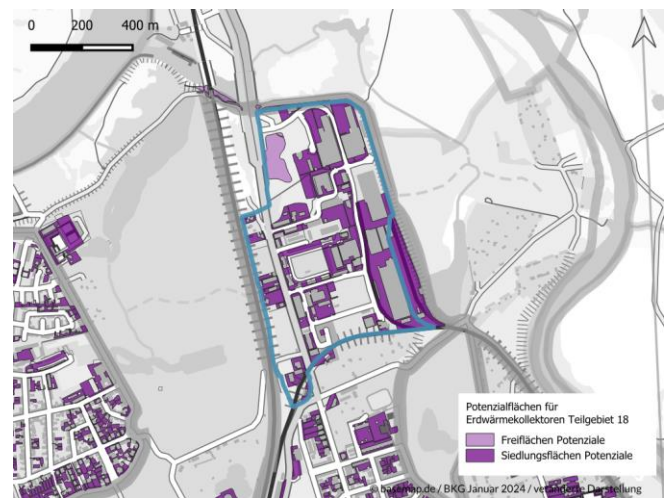 0 200 400 m
Potenzialflächen für
Erdwärmekollektoren Teilgebiet 18
Freiflächen Potenziale
Siedlungsflächen Potenziale
© basemap.de / BKG Januar 2024 / veränderte Darstellung